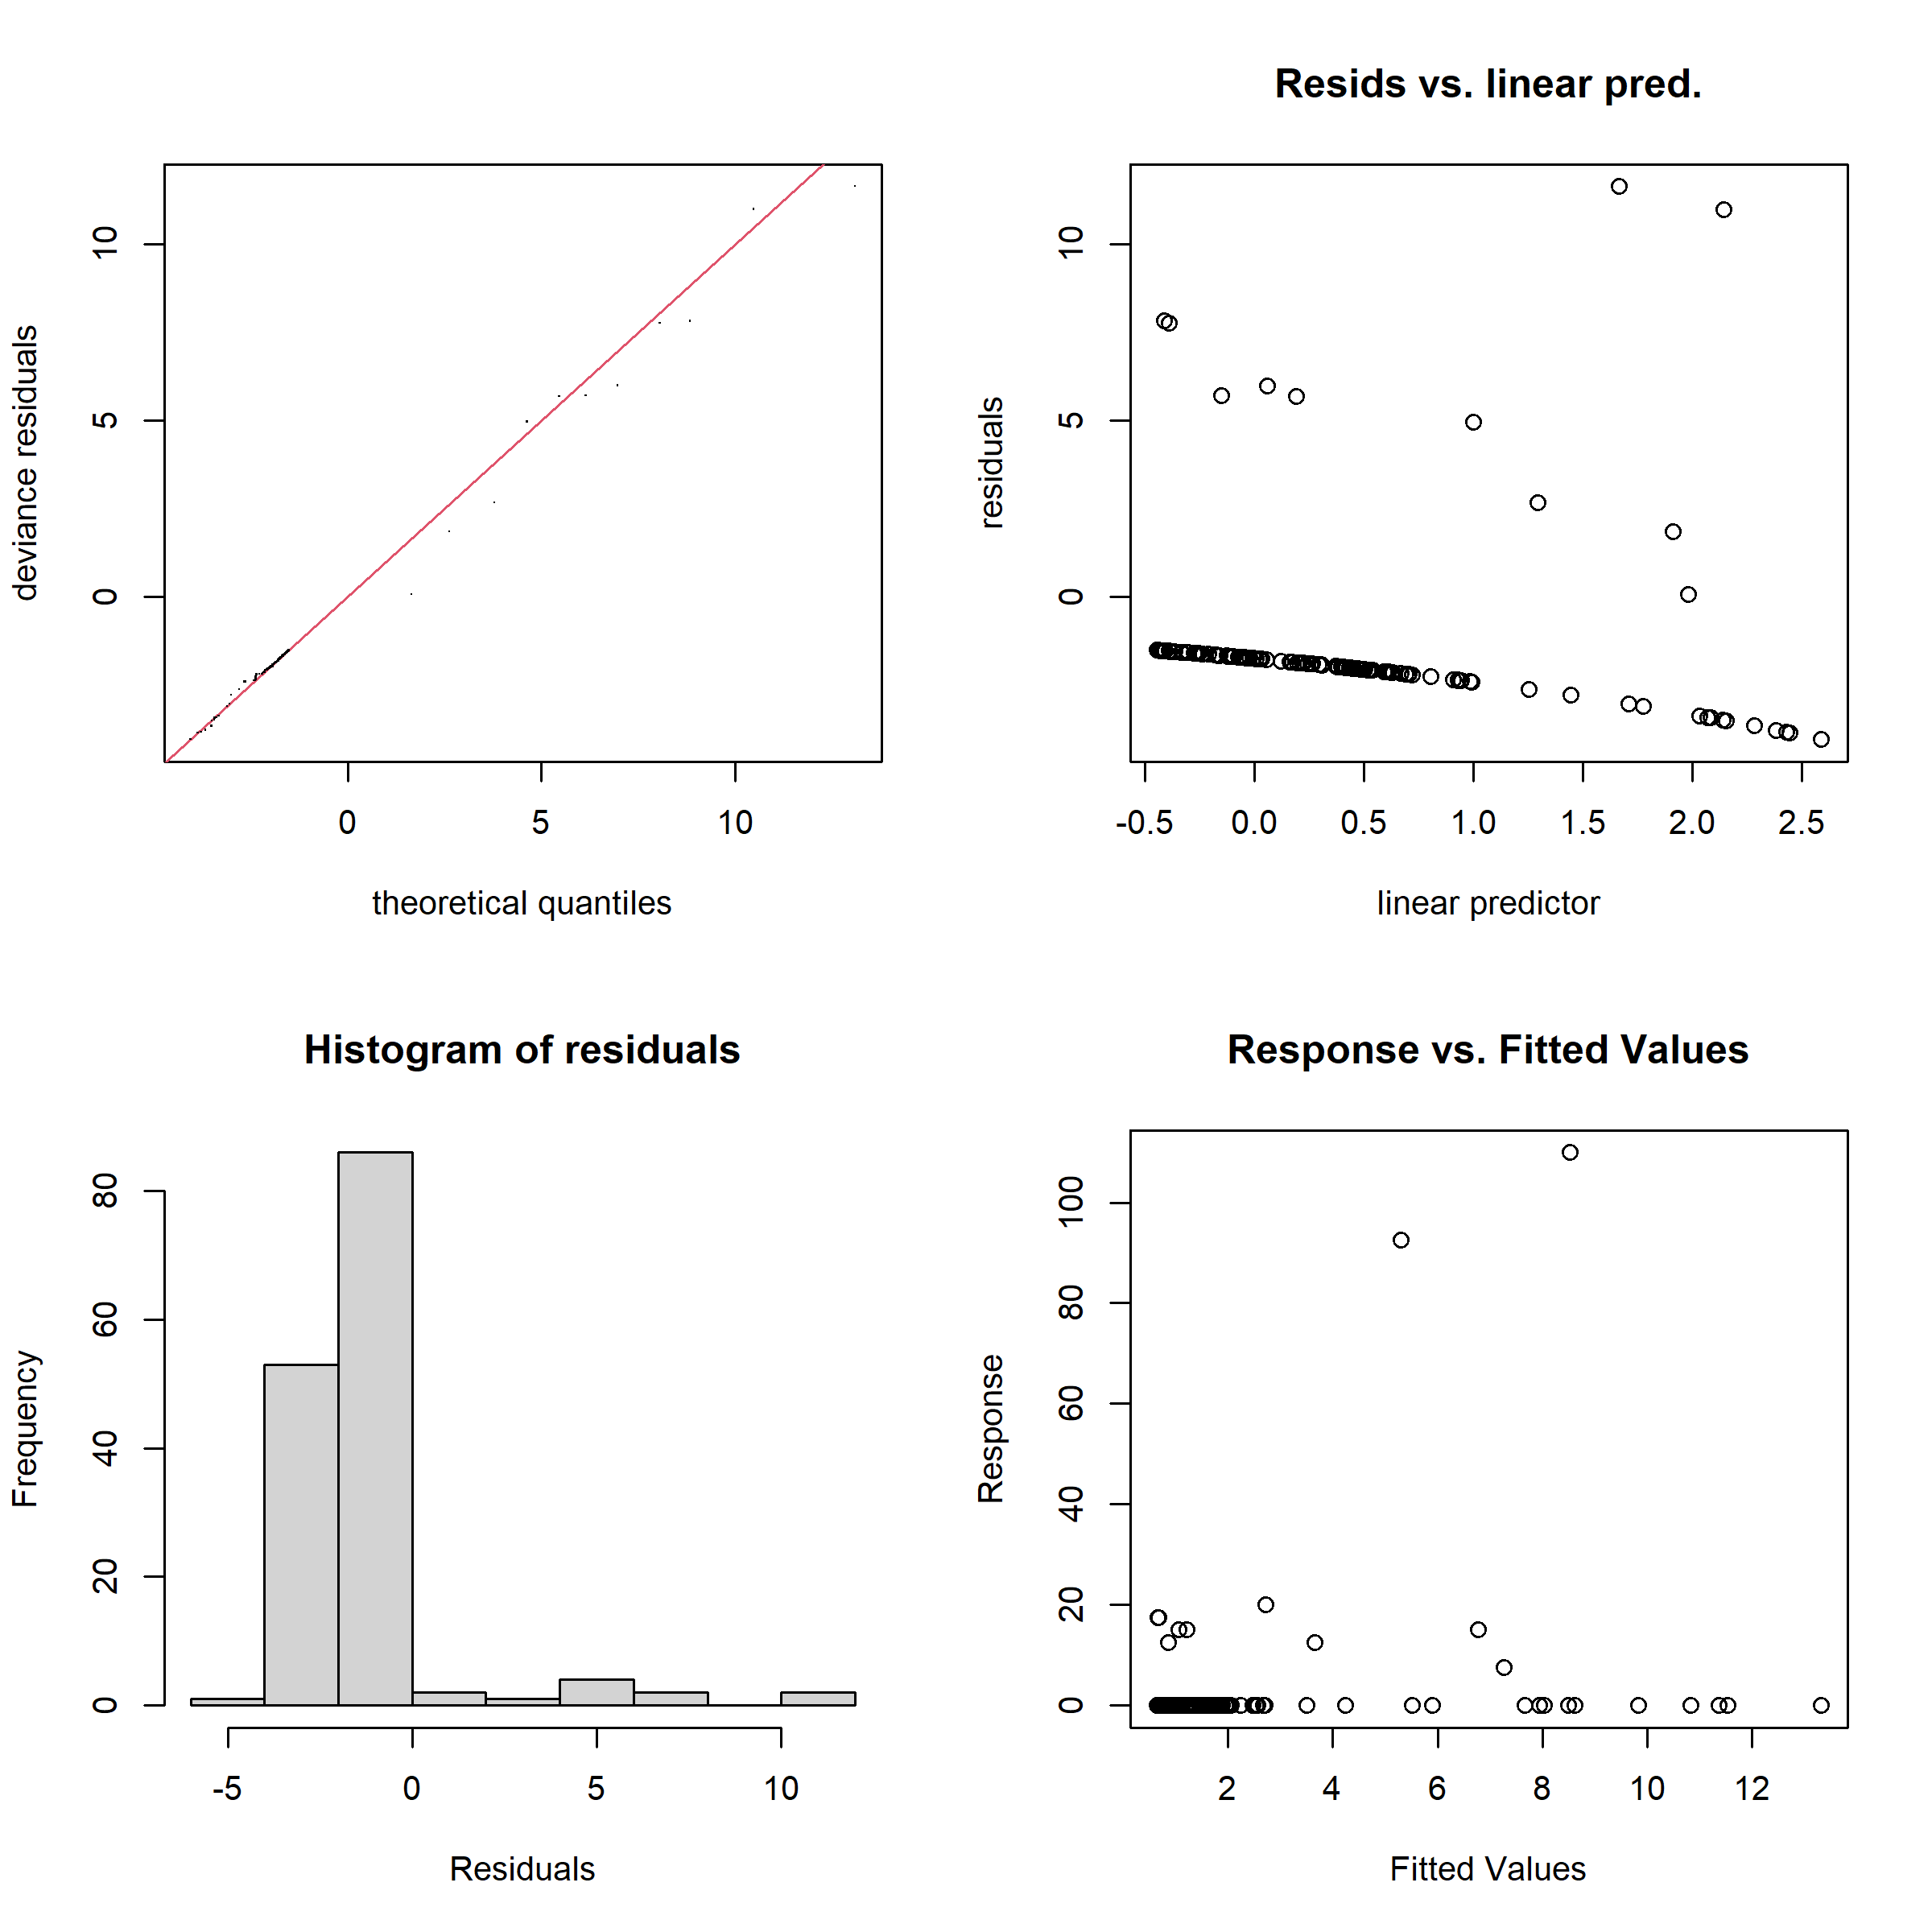 deviance residuals
10
5
0
0 5 10
theoretical quantiles
Resids vs. linear pred.
residuals
10
5
0
-0.5 0.0 0.5 1.0 1.5 2.0 2.5
linear predictor
Histogram of residuals
Frequency
80
60
40
20
0
-5 0 5 10
Residuals
Response vs. Fitted Values
Response
100
80
60
40
20
0
2 4 6 8 10 12
Fitted Values